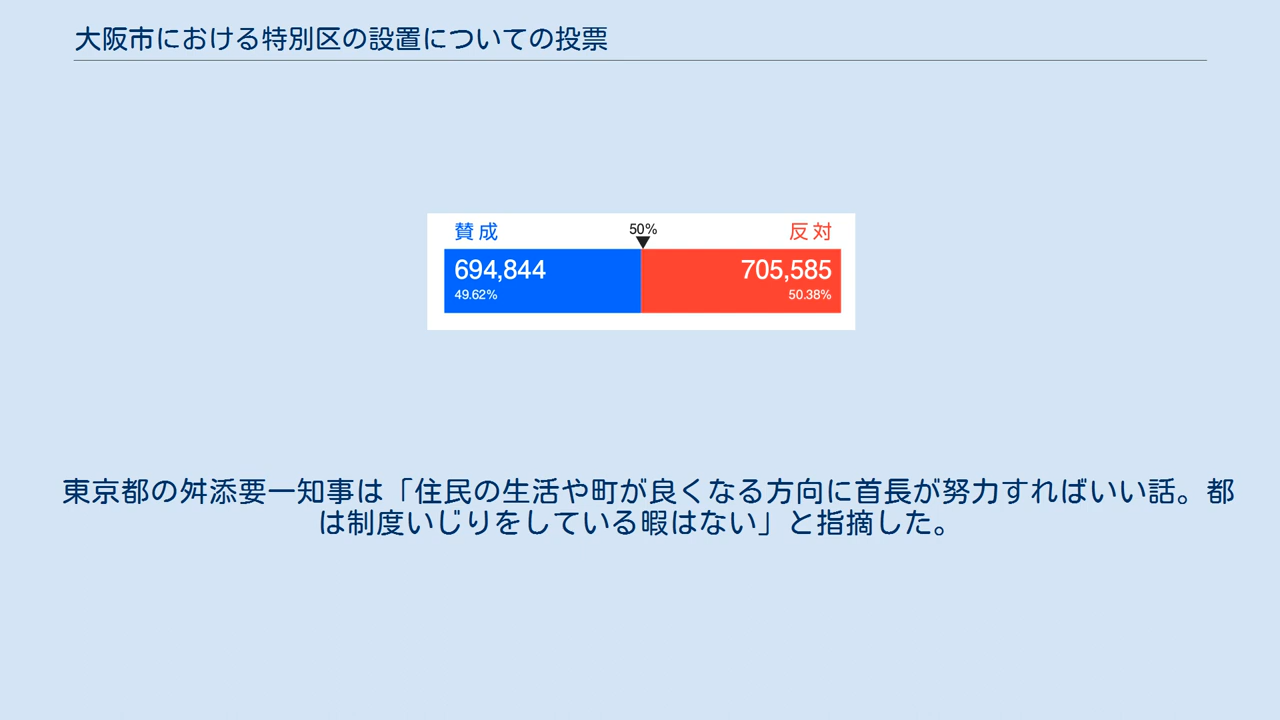 大阪市における特別区の設置についての投票
賛成 50% 反対
694,844 705,585
49.62% 50.38%
東京都の舛添要一知事は「住民の生活や町が良くなる方向に首長が努力すればいい話。都
は制度いじりをしている暇はない」と指摘した。